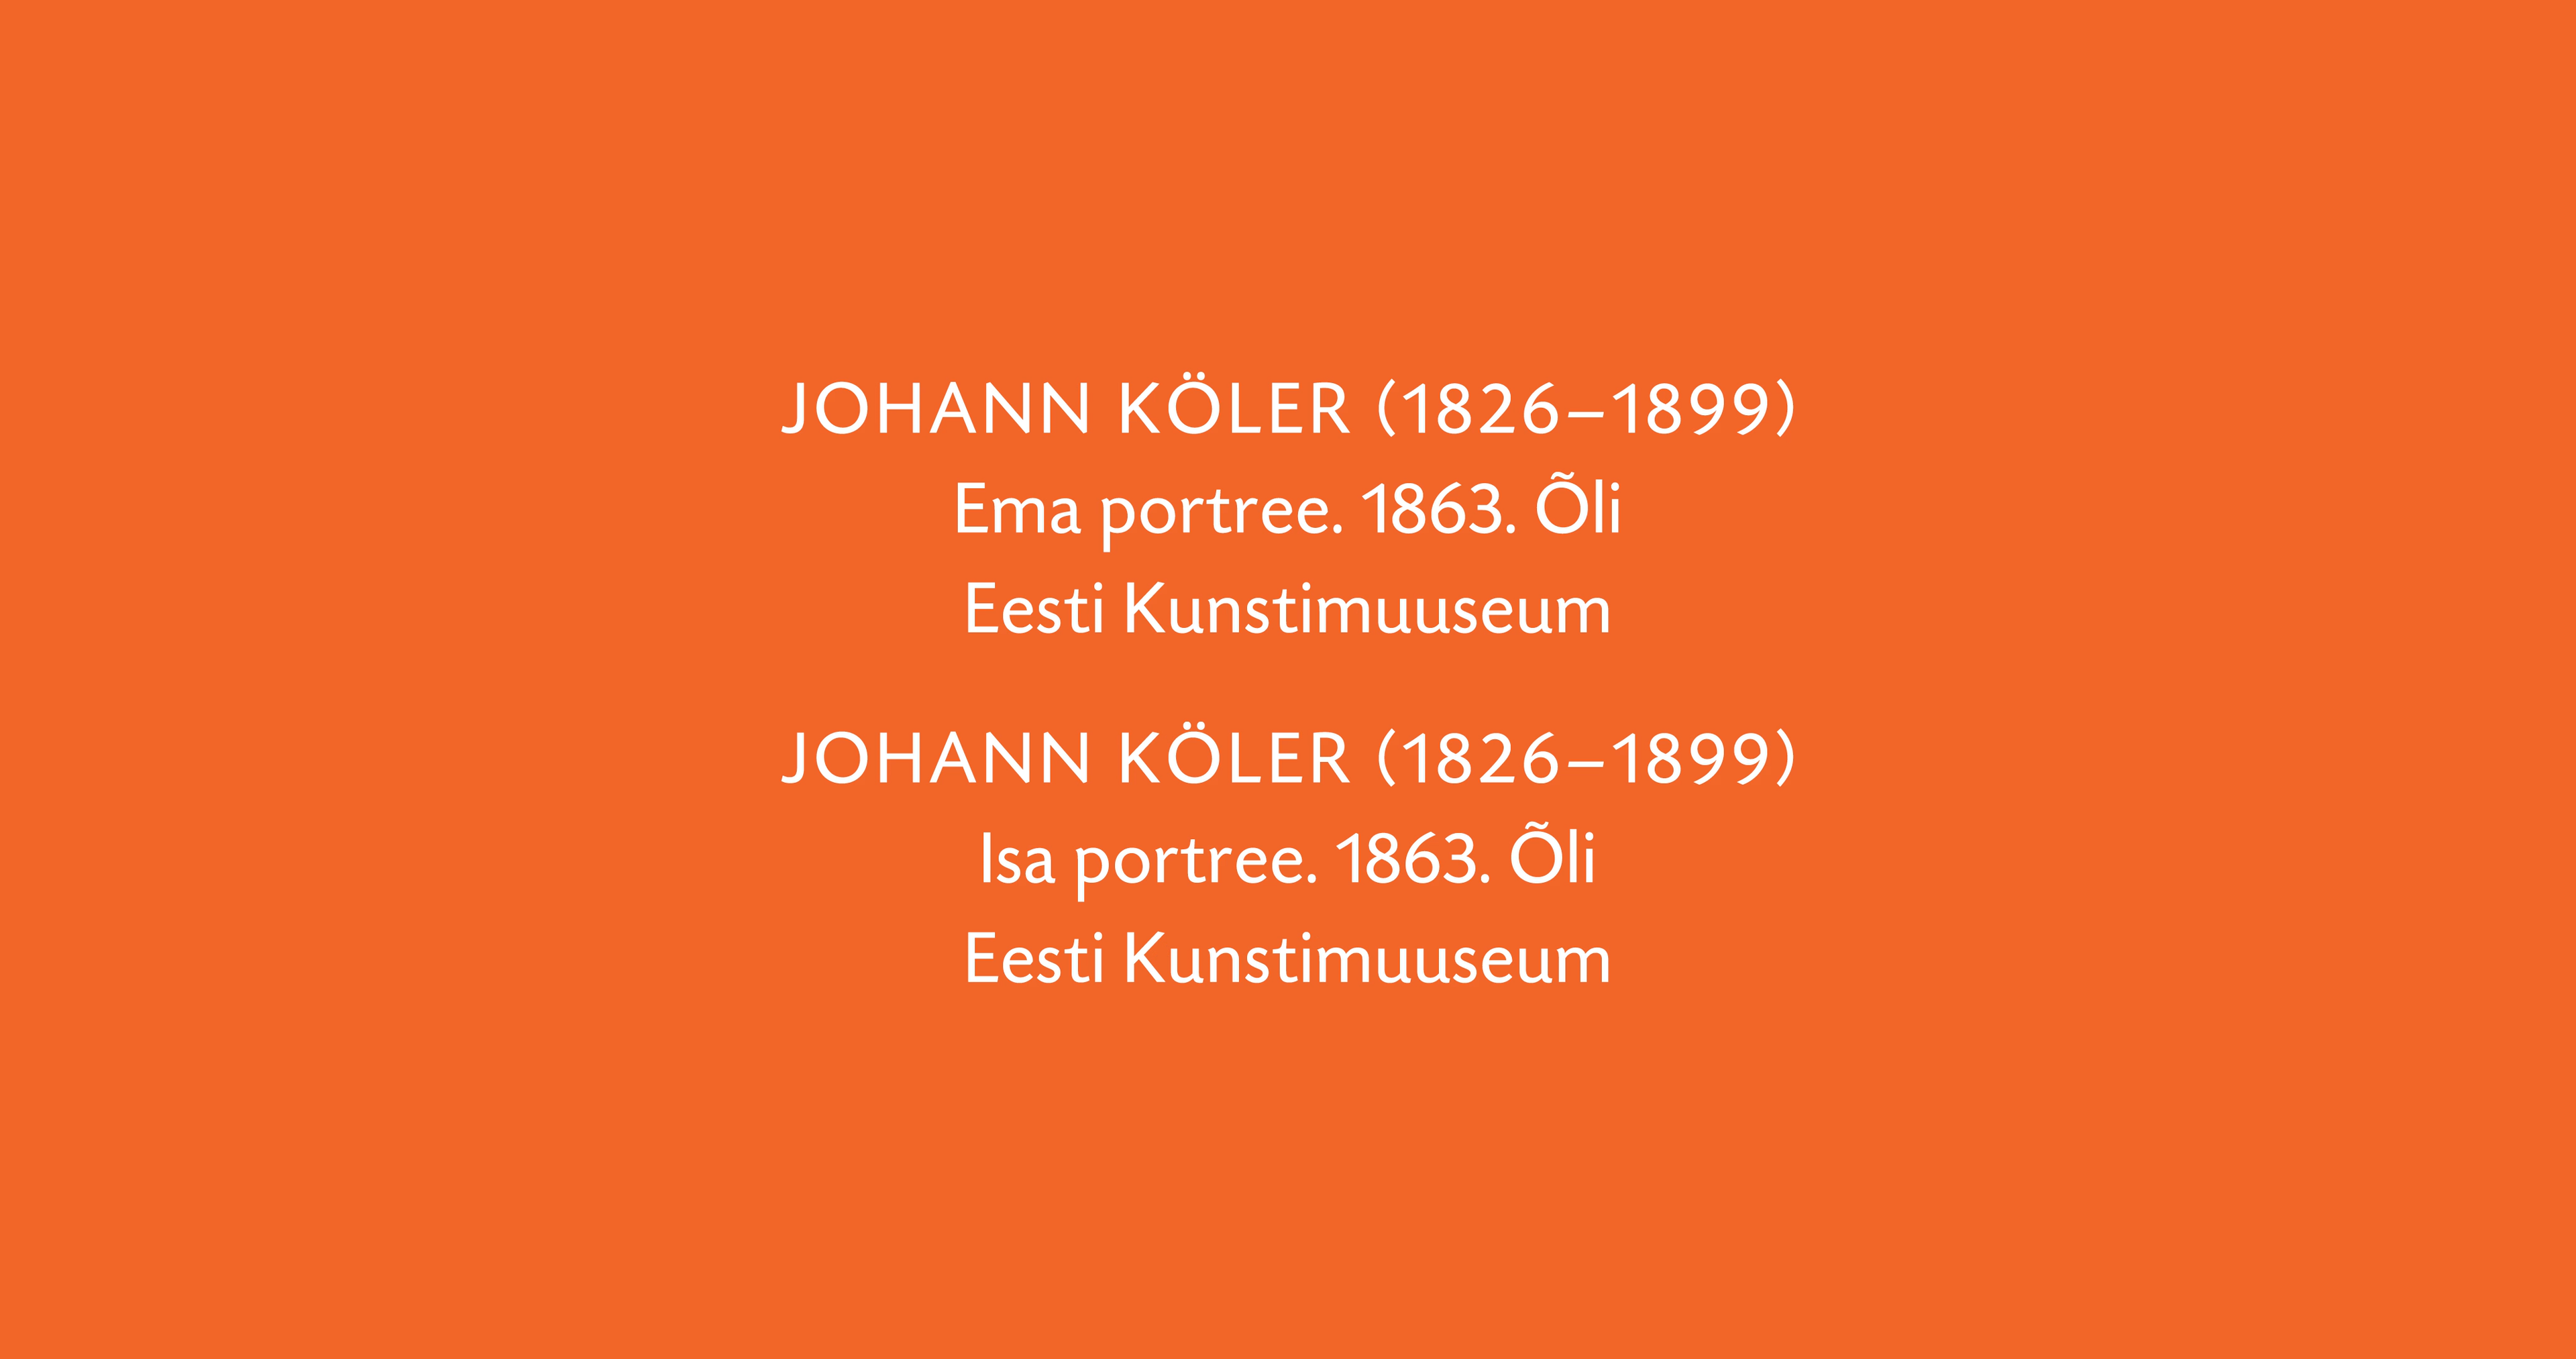 JOHANN KÖLER (1826–1899)
Ema portree. 1863. Õli
Eesti Kunstimuuseum
JOHANN KÖLER (1826–1899)
Isa portree. 1863. Õli
Eesti Kunstimuuseum